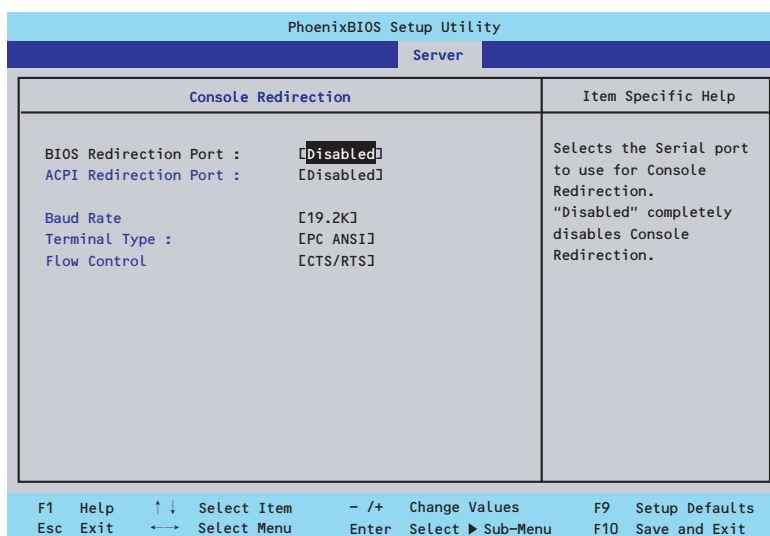 PhoenixBIOS Setup Utility
Server
Console Redirection
Item Specific Help
BIOS Redirection Port : [Disabled]
ACPI Redirection Port : [Disabled]
Baud Rate [19.2K]
Terminal Type : [PC ANSI]
Flow Control [CTS/RTS]
Selects the Serial port
to use for Console
Redirection.
"Disabled" completely
disables Console
Redirection.
F1 Help ↑↓ Select Item - /+ Change Values F9 Setup Defaults
Esc Exit ←→ Select Menu Enter Select ▶ Sub-Menu F10 Save and Exit